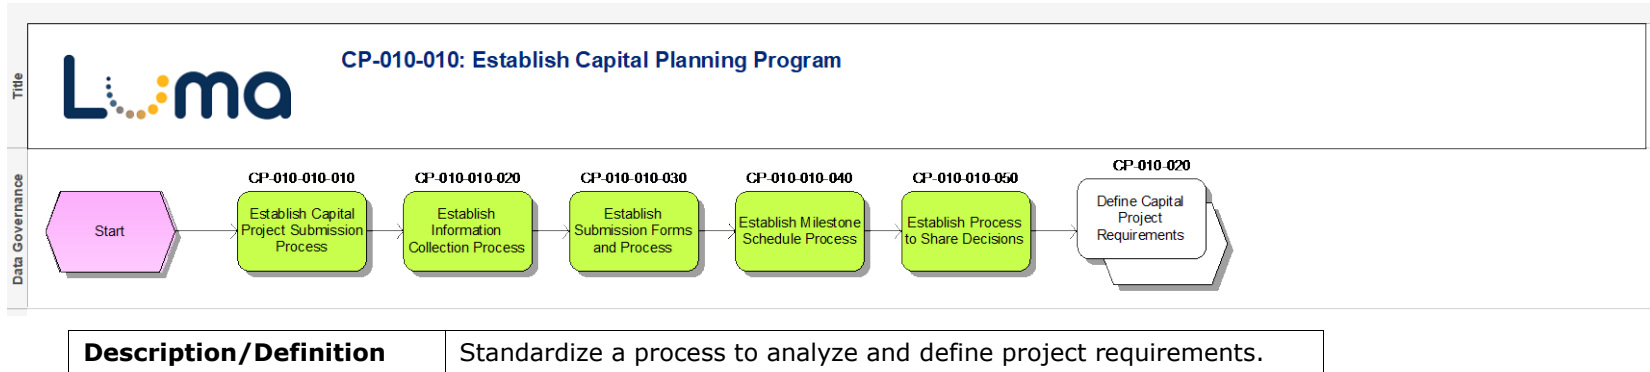 Title
Luma
CP-010-010: Establish Capital Planning Program
Data Governance
Start
CP-010-010-010
Establish Capital
Project Submission
Process
CP-010-010-020
Establish
Information
Collection Process
CP-010-010-030
Establish
Submission Forms
and Process
CP-010-010-040
Establish Milestone
Schedule Process
CP-010-010-050
Establish Process
to Share Decisions
CP-010-020
Define Capital
Project
Requirements
Description/Definition
Standardize a process to analyze and define project requirements.